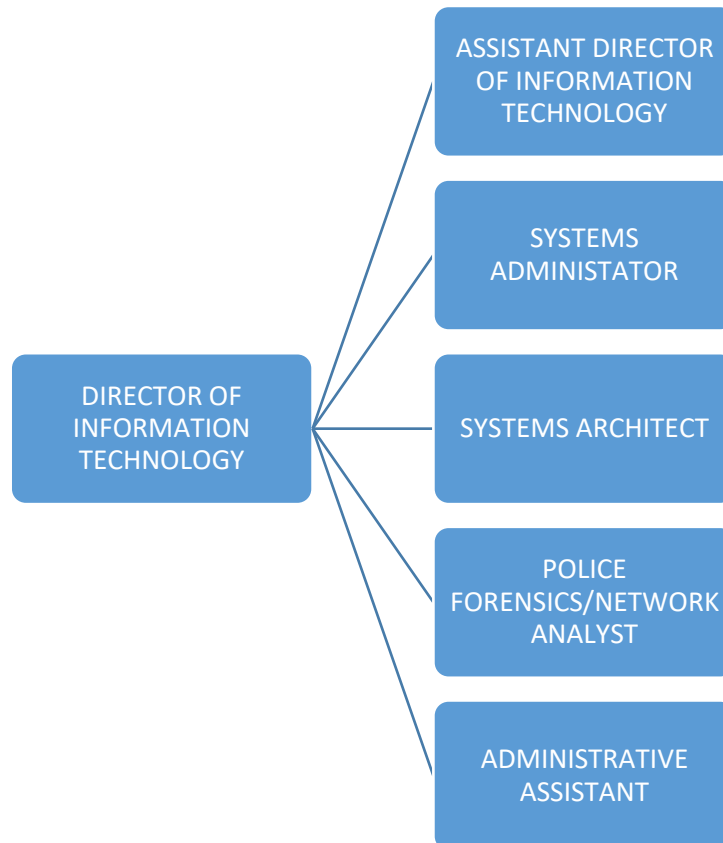 ASSISTANT DIRECTOR
OF INFORMATION
TECHNOLOGY
SYSTEMS
ADMINISTATOR
DIRECTOR OF
INFORMATION
TECHNOLOGY
SYSTEMS ARCHITECT
POLICE
FORENSICS/NETWORK
ANALYST
ADMINISTRATIVE
ASSISTANT